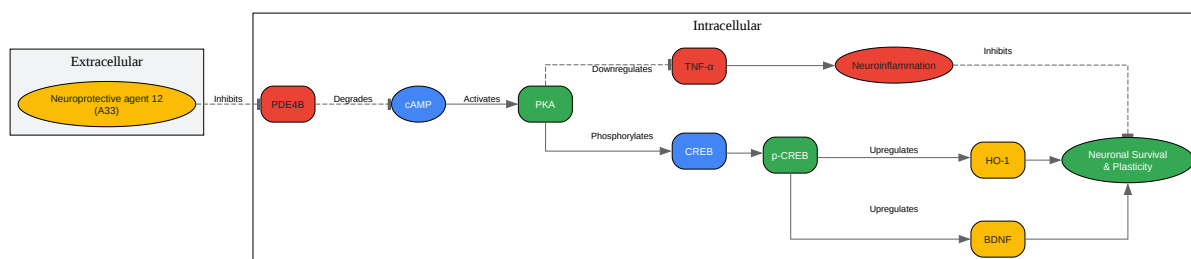 Intracellular
Extracellular
Neuroprotective agent 12
(A33)
Inhibits
PDE4B
Degrades
cAMP
Activates
PKA
Downregulates
TNF-α
Neuroinflammation
Inhibits
Phosphorylates
CREB
p-CREB
Upregulates
HO-1
Neuronal Survival
& Plasticity
Upregulates
BDNF